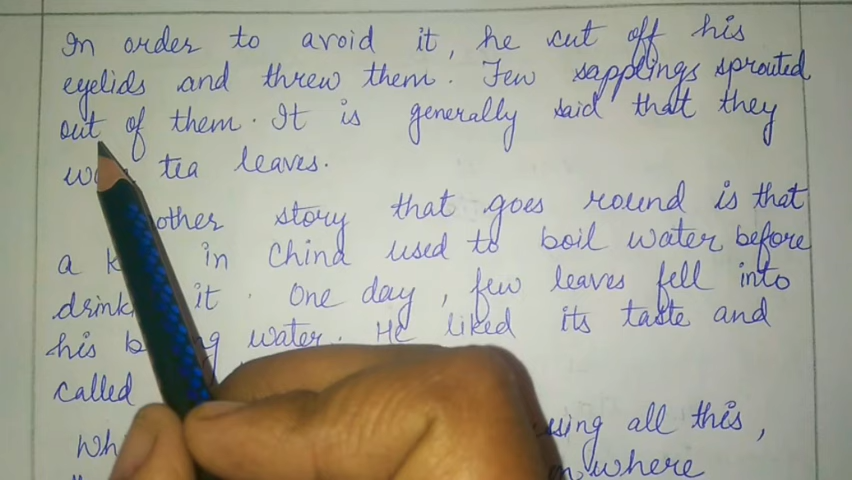 In order to avoid it, he cut off his
eyelids and threw them. Few sapplings sprouted
out of them. It is generally said that they
tea leaves.
other story that goes round is that
a in China used to boil water before
it. One day, few leaves fell into
his water. He liked its taste and
called
all this,
where